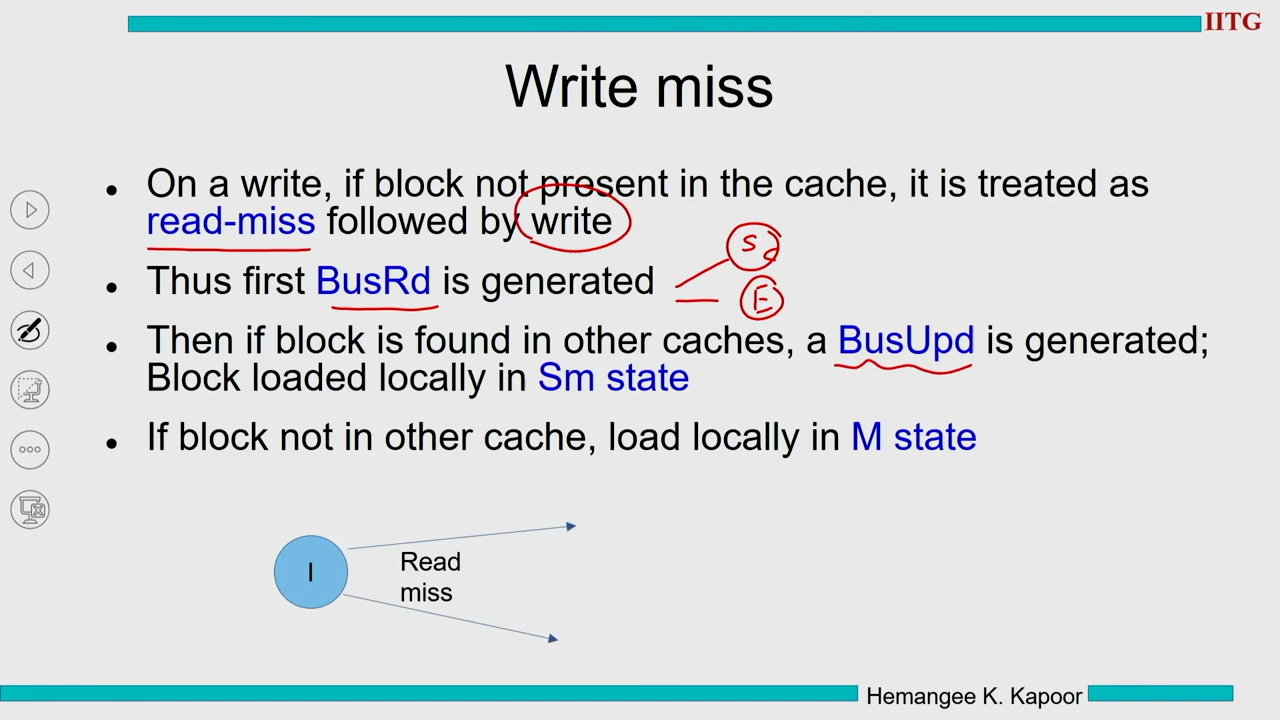 IITG
Write miss
• On a write, if block not present in the cache, it is treated as
read-miss followed by write
Sc
• Thus first BusRd is generated
E
• Then if block is found in other caches, a BusUpd is generated;
Block loaded locally in Sm state
• If block not in other cache, load locally in M state
I
Read
miss
Hemangee K. Kapoor